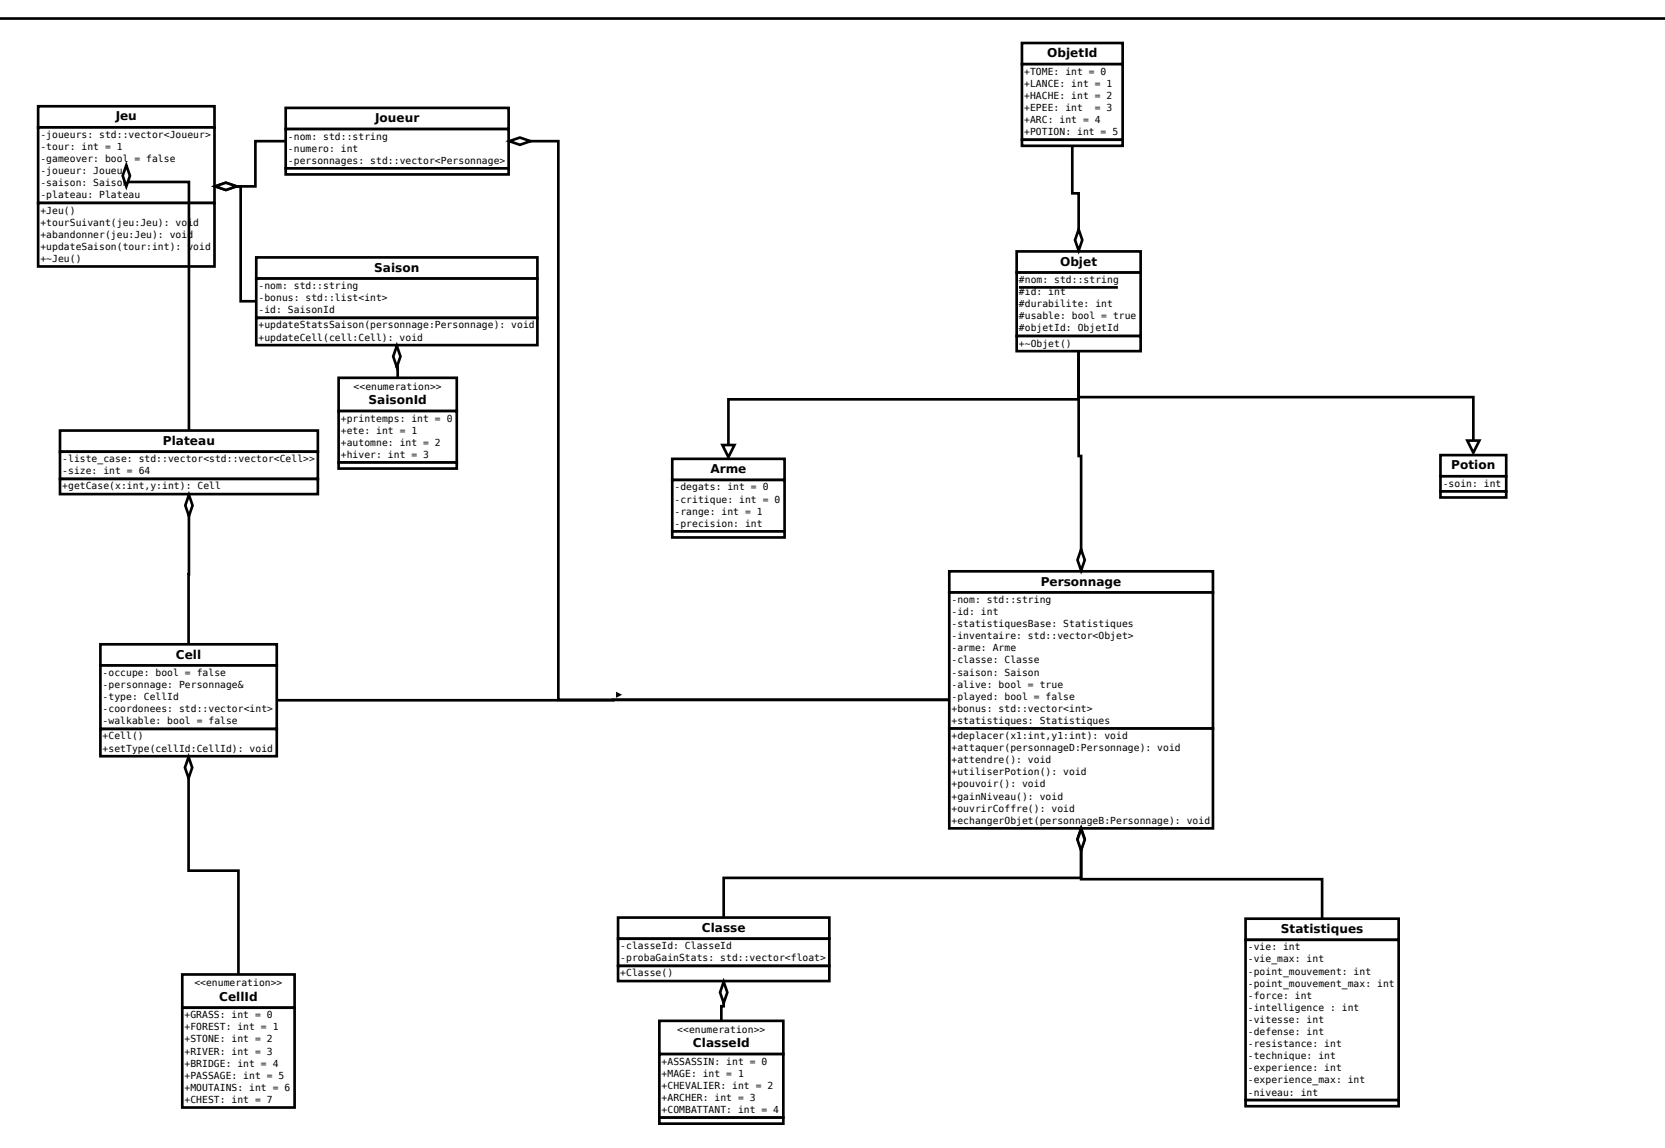 ObjetId
+TOME: int = 0
+LANCE: int = 1
+HACHE: int = 2
+EPEE: int  = 3
+ARC: int = 4
+POTION: int = 5
Jeu
-joueurs: std::vector<Joueur>
-tour: int = 1
-gameover: bool = false
-joueur: Joueu
-saison: Saiso
-plateau: Plateau
+Jeu()
+tourSuivant(jeu:Jeu): void
+abandonner(jeu:Jeu): void
+updateSaison(tour:int): void
+~Jeu()
Joueur
-nom: std::string
-numero: int
-personnages: std::vector<Personnage>
Saison
-nom: std::string
-bonus: std::list<int>
-id: SaisonId
+updateStatsSaison(personnage:Personnage): void
+updateCell(cell:Cell): void
<<enumeration>>
SaisonId
+printemps: int = 0
+ete: int = 1
+automne: int = 2
+hiver: int = 3
Objet
#nom: std::string
#id: int
#durabilite: int
#usable: bool = true
#objetId: ObjetId
+~Objet()
Plateau
-liste_case: std::vector<std::vector<Cell>>
-size: int = 64
+getCase(x:int,y:int): Cell
Arme
-degats: int = 0
-critique: int = 0
-range: int = 1
-precision: int
Potion
-soin: int
Personnage
-nom: std::string
-id: int
-statistiquesBase: Statistiques
-inventaire: std::vector<Objet>
-arme: Arme
-classe: Classe
-saison: Saison
-alive: bool = true
-played: bool = false
+bonus: std::vector<int>
+statistiques: Statistiques
+deplacer(x1:int,y1:int): void
+attaquer(personnageD:Personnage): void
+attendre(): void
+utiliserPotion(): void
+pouvoir(): void
+gainNiveau(): void
+ouvrirCoffre(): void
+echangerObjet(personnageB:Personnage): void
Cell
-occupe: bool = false
-personnage: Personnage&
-type: CellId
-coordonees: std::vector<int>
-walkable: bool = false
+Cell()
+setType(cellId:CellId): void
Classe
-classeId: ClasseId
-probaGainStats: std::vector<float>
+Classe()
Statistiques
-vie: int
-vie_max: int
-point_mouvement: int
-point_mouvement_max: int
-force: int
-intelligence : int
-vitesse: int
-defense: int
-resistance: int
-technique: int
-experience: int
-experience_max: int
-niveau: int
<<enumeration>>
CellId
+GRASS: int = 0
+FOREST: int = 1
+STONE: int = 2
+RIVER: int = 3
+BRIDGE: int = 4
+PASSAGE: int = 5
+MOUTAINS: int = 6
+CHEST: int = 7
<<enumeration>>
ClasseId
+ASSASSIN: int = 0
+MAGE: int = 1
+CHEVALIER: int = 2
+ARCHER: int = 3
+COMBATTANT: int = 4